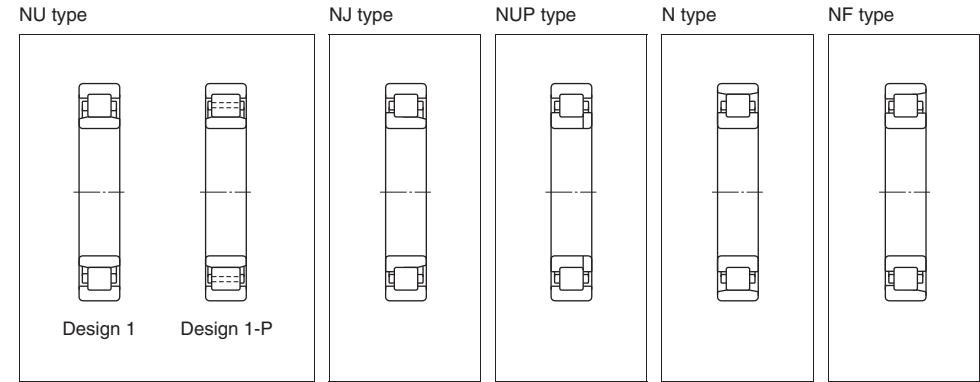 NU type
NJ type
NUP type
N type
NF type
Design 1
Design 1-P